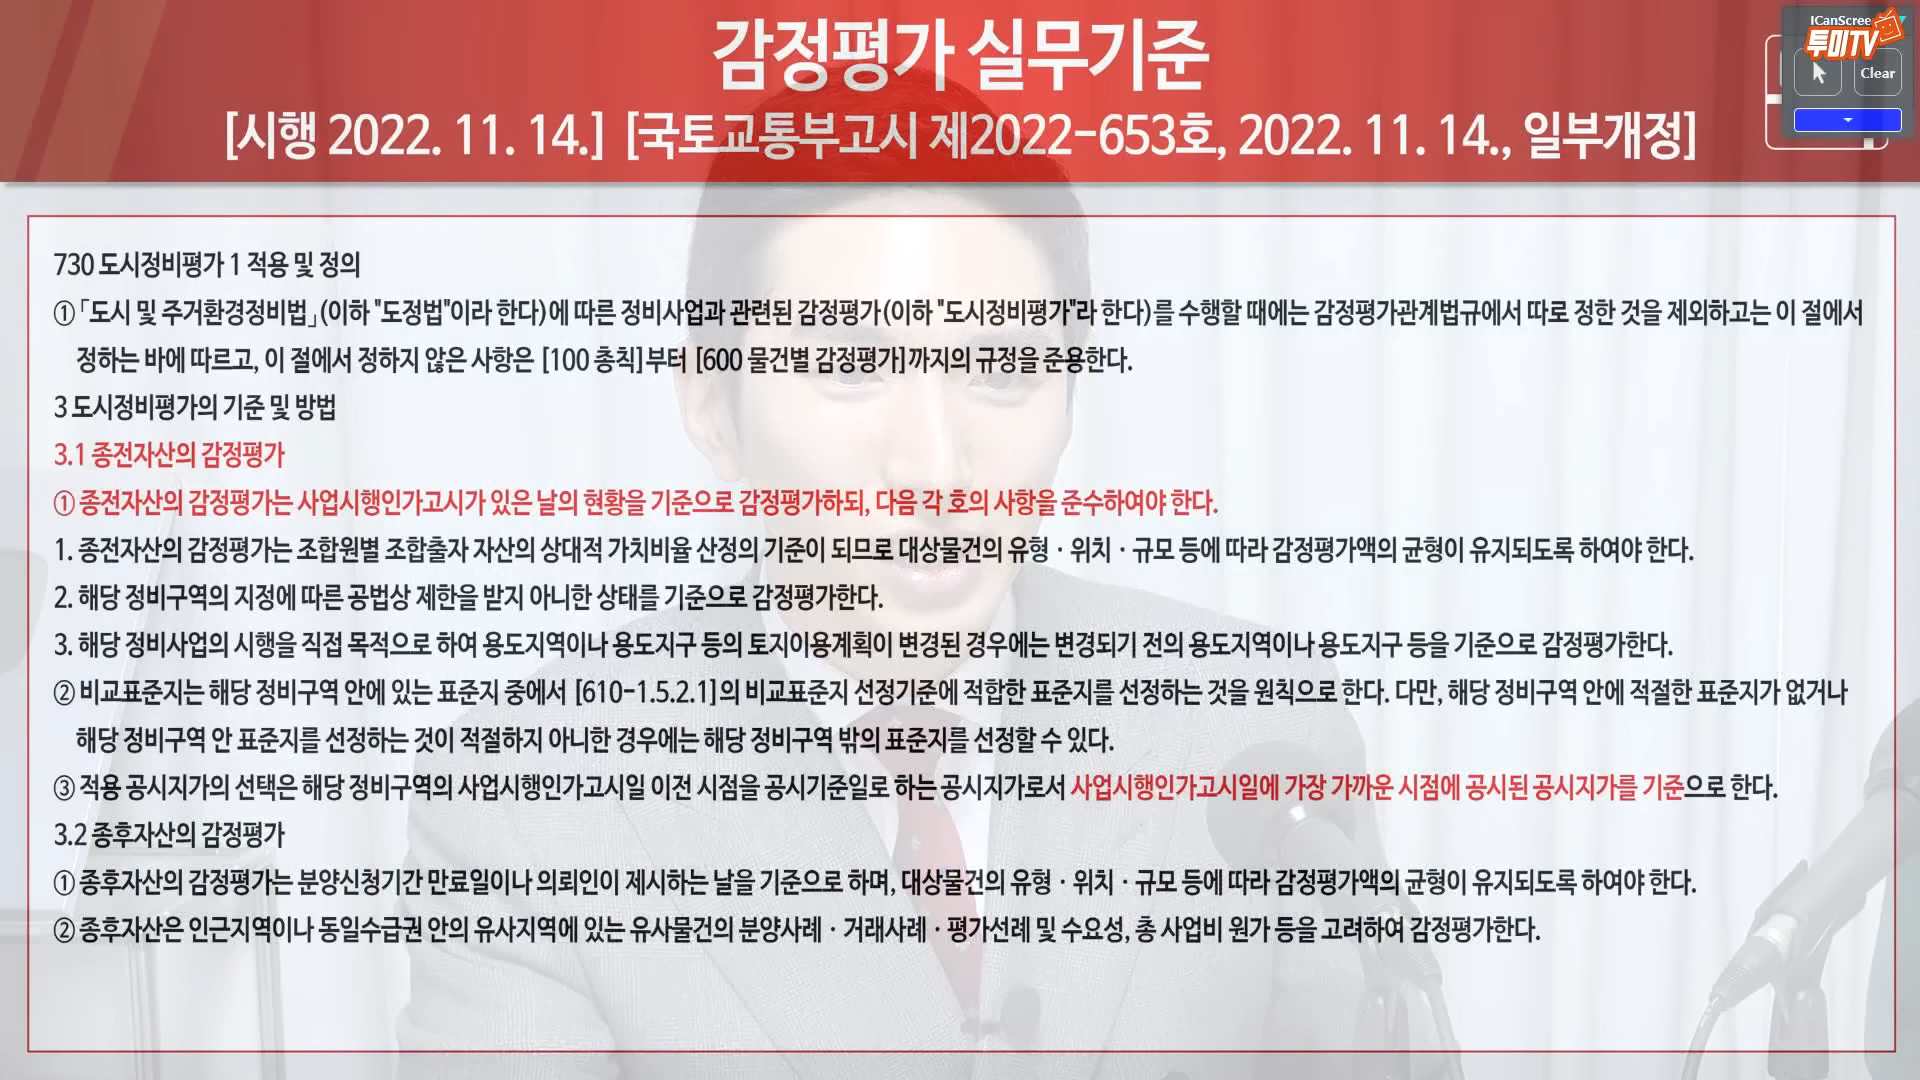 감정평가 실무기준
[시행 2022. 11. 14.] [국토교통부고시 제2022-653호, 2022. 11. 14., 일부개정]
ICanScree
투미TV
Clear
730 도시정비평가 1 적용 및 정의
① 「도시 및 주거환경정비법」(이하 "도정법"이라 한다)에 따른 정비사업과 관련된 감정평가(이하 "도시정비평가"라 한다)를 수행할 때에는 감정평가관계법규에서 따로 정한 것을 제외하고는 이 절에서
정하는 바에 따르고, 이 절에서 정하지 않은 사항은 [100 총칙]부터 [600 물건별 감정평가]까지의 규정을 준용한다.
3 도시정비평가의 기준 및 방법
3.1 종전자산의 감정평가
① 종전자산의 감정평가는 사업시행인가고시가 있은 날의 현황을 기준으로 감정평가하되, 다음 각 호의 사항을 준수하여야 한다.
1. 종전자산의 감정평가는 조합원별 조합출자 자산의 상대적 가치비율 산정의 기준이 되므로 대상물건의 유형ㆍ위치ㆍ규모 등에 따라 감정평가액의 균형이 유지되도록 하여야 한다.
2. 해당 정비구역의 지정에 따른 공법상 제한을 받지 아니한 상태를 기준으로 감정평가한다.
3. 해당 정비사업의 시행을 직접 목적으로 하여 용도지역이나 용도지구 등의 토지이용계획이 변경된 경우에는 변경되기 전의 용도지역이나 용도지구 등을 기준으로 감정평가한다.
② 비교표준지는 해당 정비구역 안에 있는 표준지 중에서 [610-1.5.2.1]의 비교표준지 선정기준에 적합한 표준지를 선정하는 것을 원칙으로 한다. 다만, 해당 정비구역 안에 적절한 표준지가 없거나
해당 정비구역 안 표준지를 선정하는 것이 적절하지 아니한 경우에는 해당 정비구역 밖의 표준지를 선정할 수 있다.
③ 적용 공시지가의 선택은 해당 정비구역의 사업시행인가고시일 이전 시점을 공시기준일로 하는 공시지가로서 사업시행인가고시일에 가장 가까운 시점에 공시된 공시지가를 기준으로 한다.
3.2 종후자산의 감정평가
① 종후자산의 감정평가는 분양신청기간 만료일이나 의뢰인이 제시하는 날을 기준으로 하며, 대상물건의 유형ㆍ위치ㆍ규모 등에 따라 감정평가액의 균형이 유지되도록 하여야 한다.
② 종후자산은 인근지역이나 동일수급권 안의 유사지역에 있는 유사물건의 분양사례ㆍ거래사례ㆍ평가선례 및 수요성, 총 사업비 원가 등을 고려하여 감정평가한다.